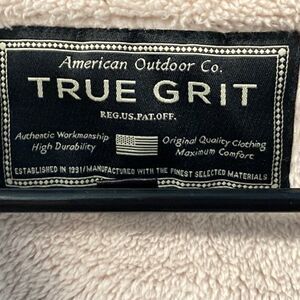 American Outdoor Co.
TRUE GRIT
REG.US.PAT.OFF.
Authentic Workmanship
High Durability
Original Quality Clothing
Maximum Comfort
ESTABLISHED IN 1991/MANUFACTURED WITH THE FINEST SELECTED MATERIALS